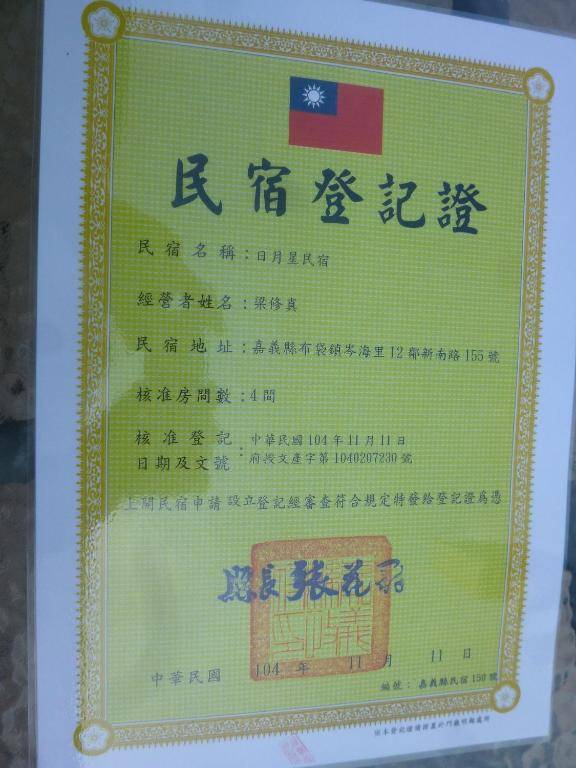 民宿登記證
民宿名稱:日月星民宿
經營者姓名:梁修真
民宿地址:嘉義縣布袋鎮岑海里12鄰新南路155號
核准房間數:4間
核准登記日期及文號:中華民國104年11月11日
府授文產字第1040207230號
上開民宿申請設立登記經審查符合規定特發給登記證為憑
縣長張花冠
中華民國 104 年 11 月 11 日
編號:嘉義縣民宿150號